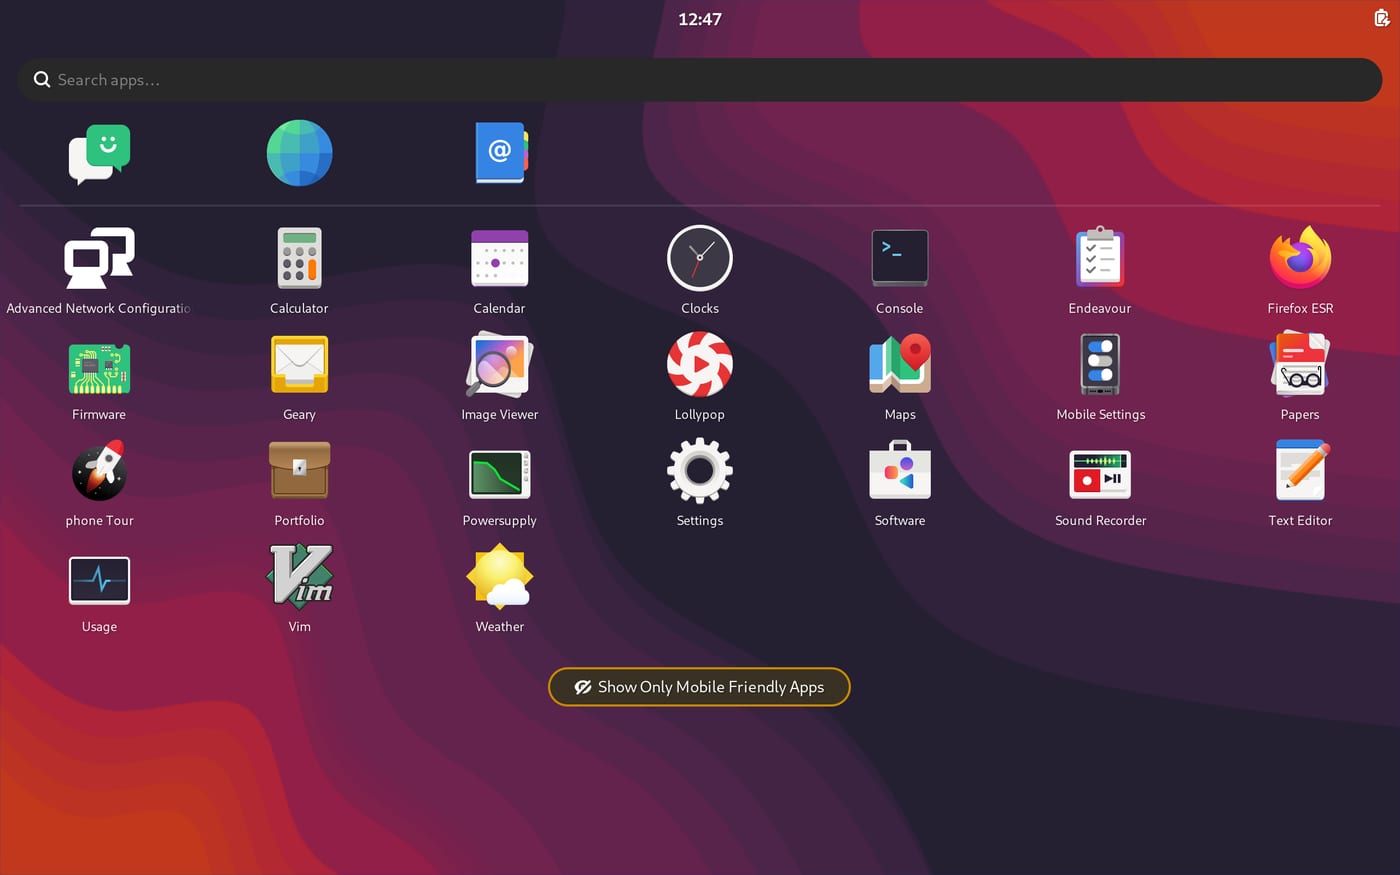 12:47
Search apps...
@
Advanced Network Configuratio
Calculator
Calendar
Clocks
>_
Console
Endeavour
Firefox ESR
Firmware
Geary
Image Viewer
Lollypop
Maps
Mobile Settings
Papers
phone Tour
Portfolio
Powersupply
Settings
Software
Sound Recorder
Text Editor
Usage
Vim
Vim
Weather
Show Only Mobile Friendly Apps